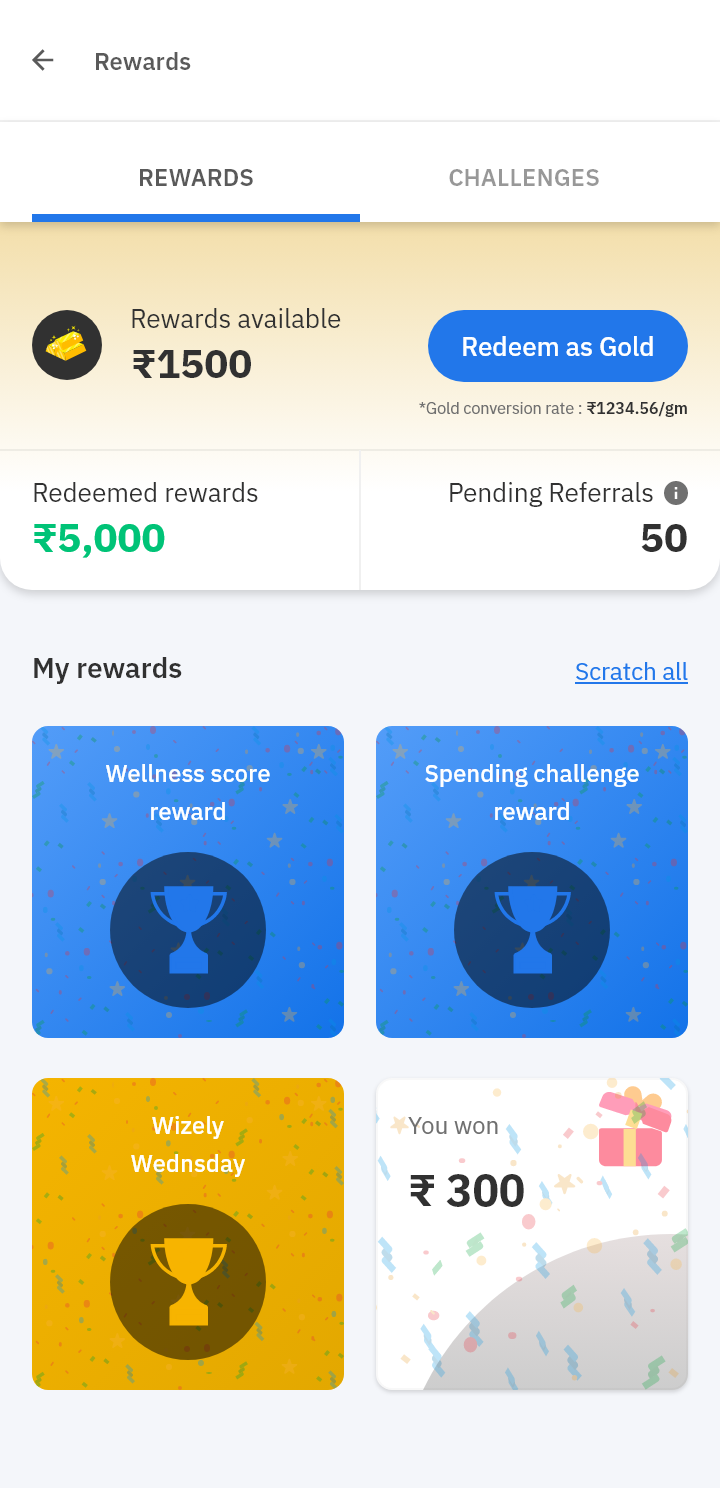 Rewards
REWARDS
CHALLENGES
Rewards available
₹1500
Redeem as Gold
*Gold conversion rate : ₹1234.56/gm
Redeemed rewards
₹5,000
Pending Referrals
50
My rewards
Scratch all
Wellness score
reward
Spending challenge
reward
Wizely
Wednsday
You won
₹ 300